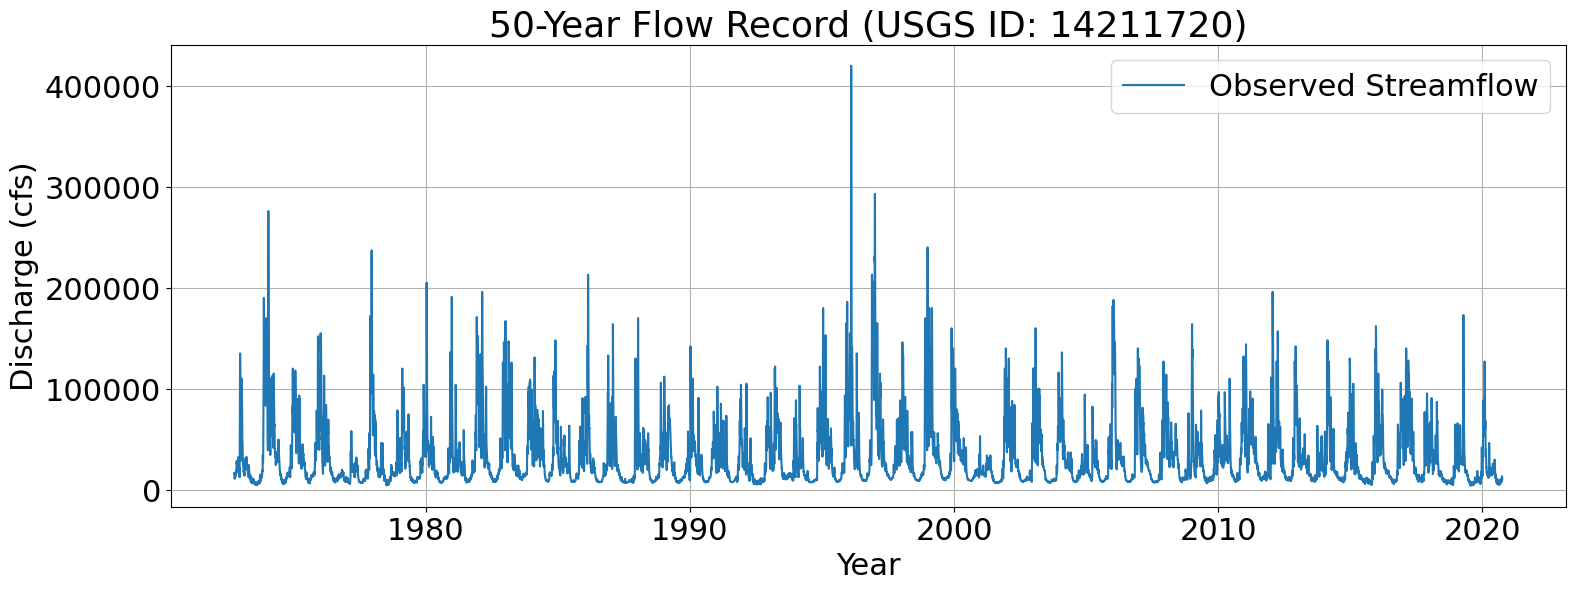 50-Year Flow Record (USGS ID: 14211720)
Observed Streamflow
Discharge (cfs)
400000
300000
200000
100000
0
1980
1990
2000
2010
2020
Year